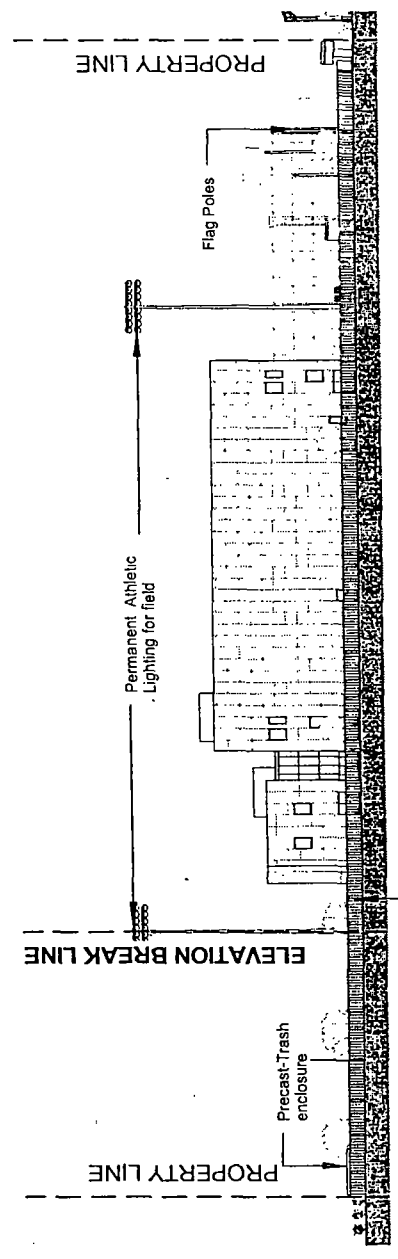 PROPERTY LINE
Precast-Trash
enclosure
ELEVATION BREAK LINE
Permanent Athletic
Lighting for field
Flag Poles
PROPERTY LINE